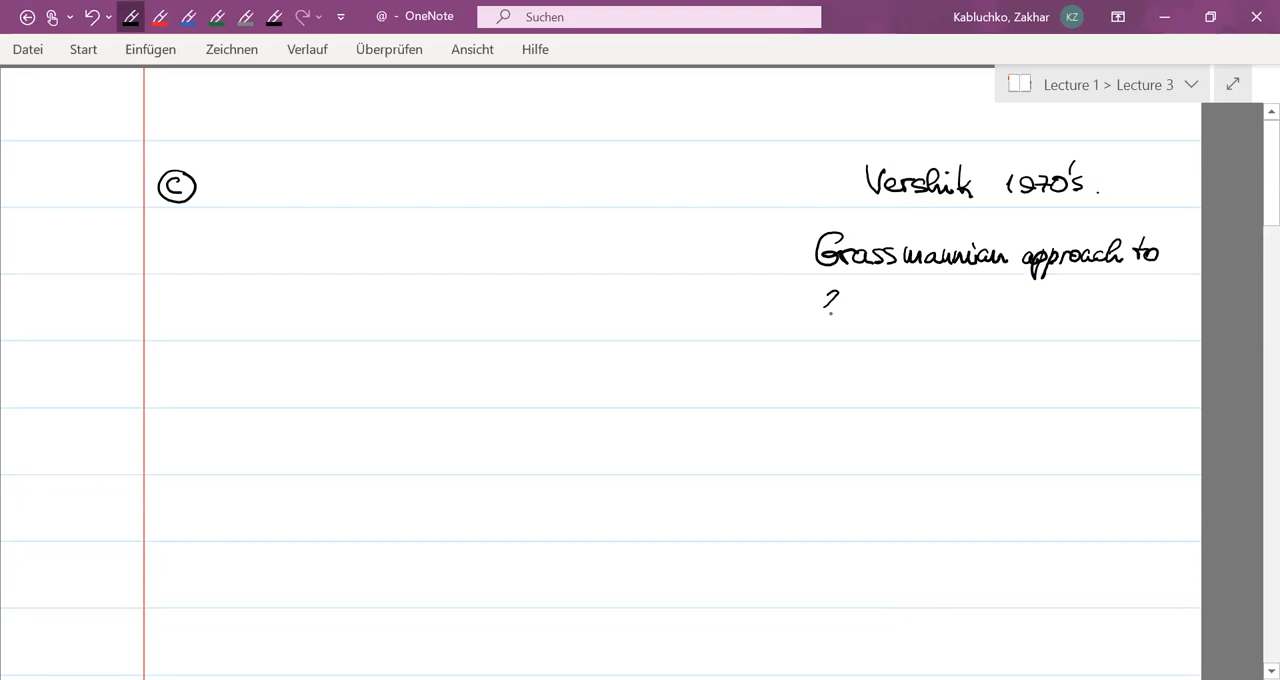 @ - OneNote
Suchen
Kabluchko, Zakhar
KZ
Datei Start Einfügen Zeichnen Verlauf Überprüfen Ansicht Hilfe
Lecture 1 > Lecture 3
© Vershik 1970's.
Grassmannian approach to
?